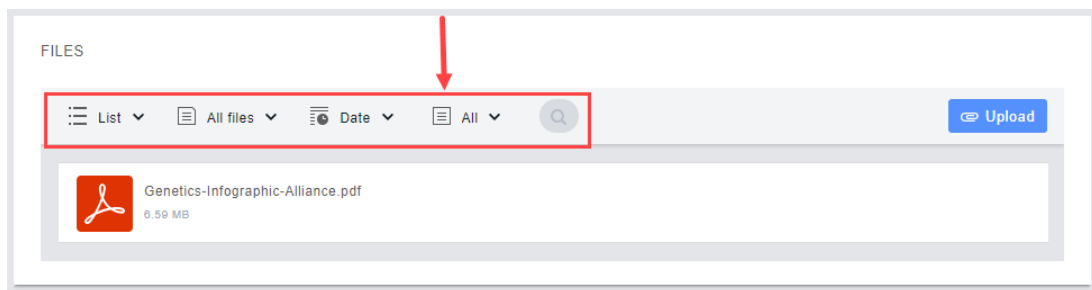 FILES
List All files Date All Upload
Genetics-Infographic-Alliance.pdf
6.59 MB